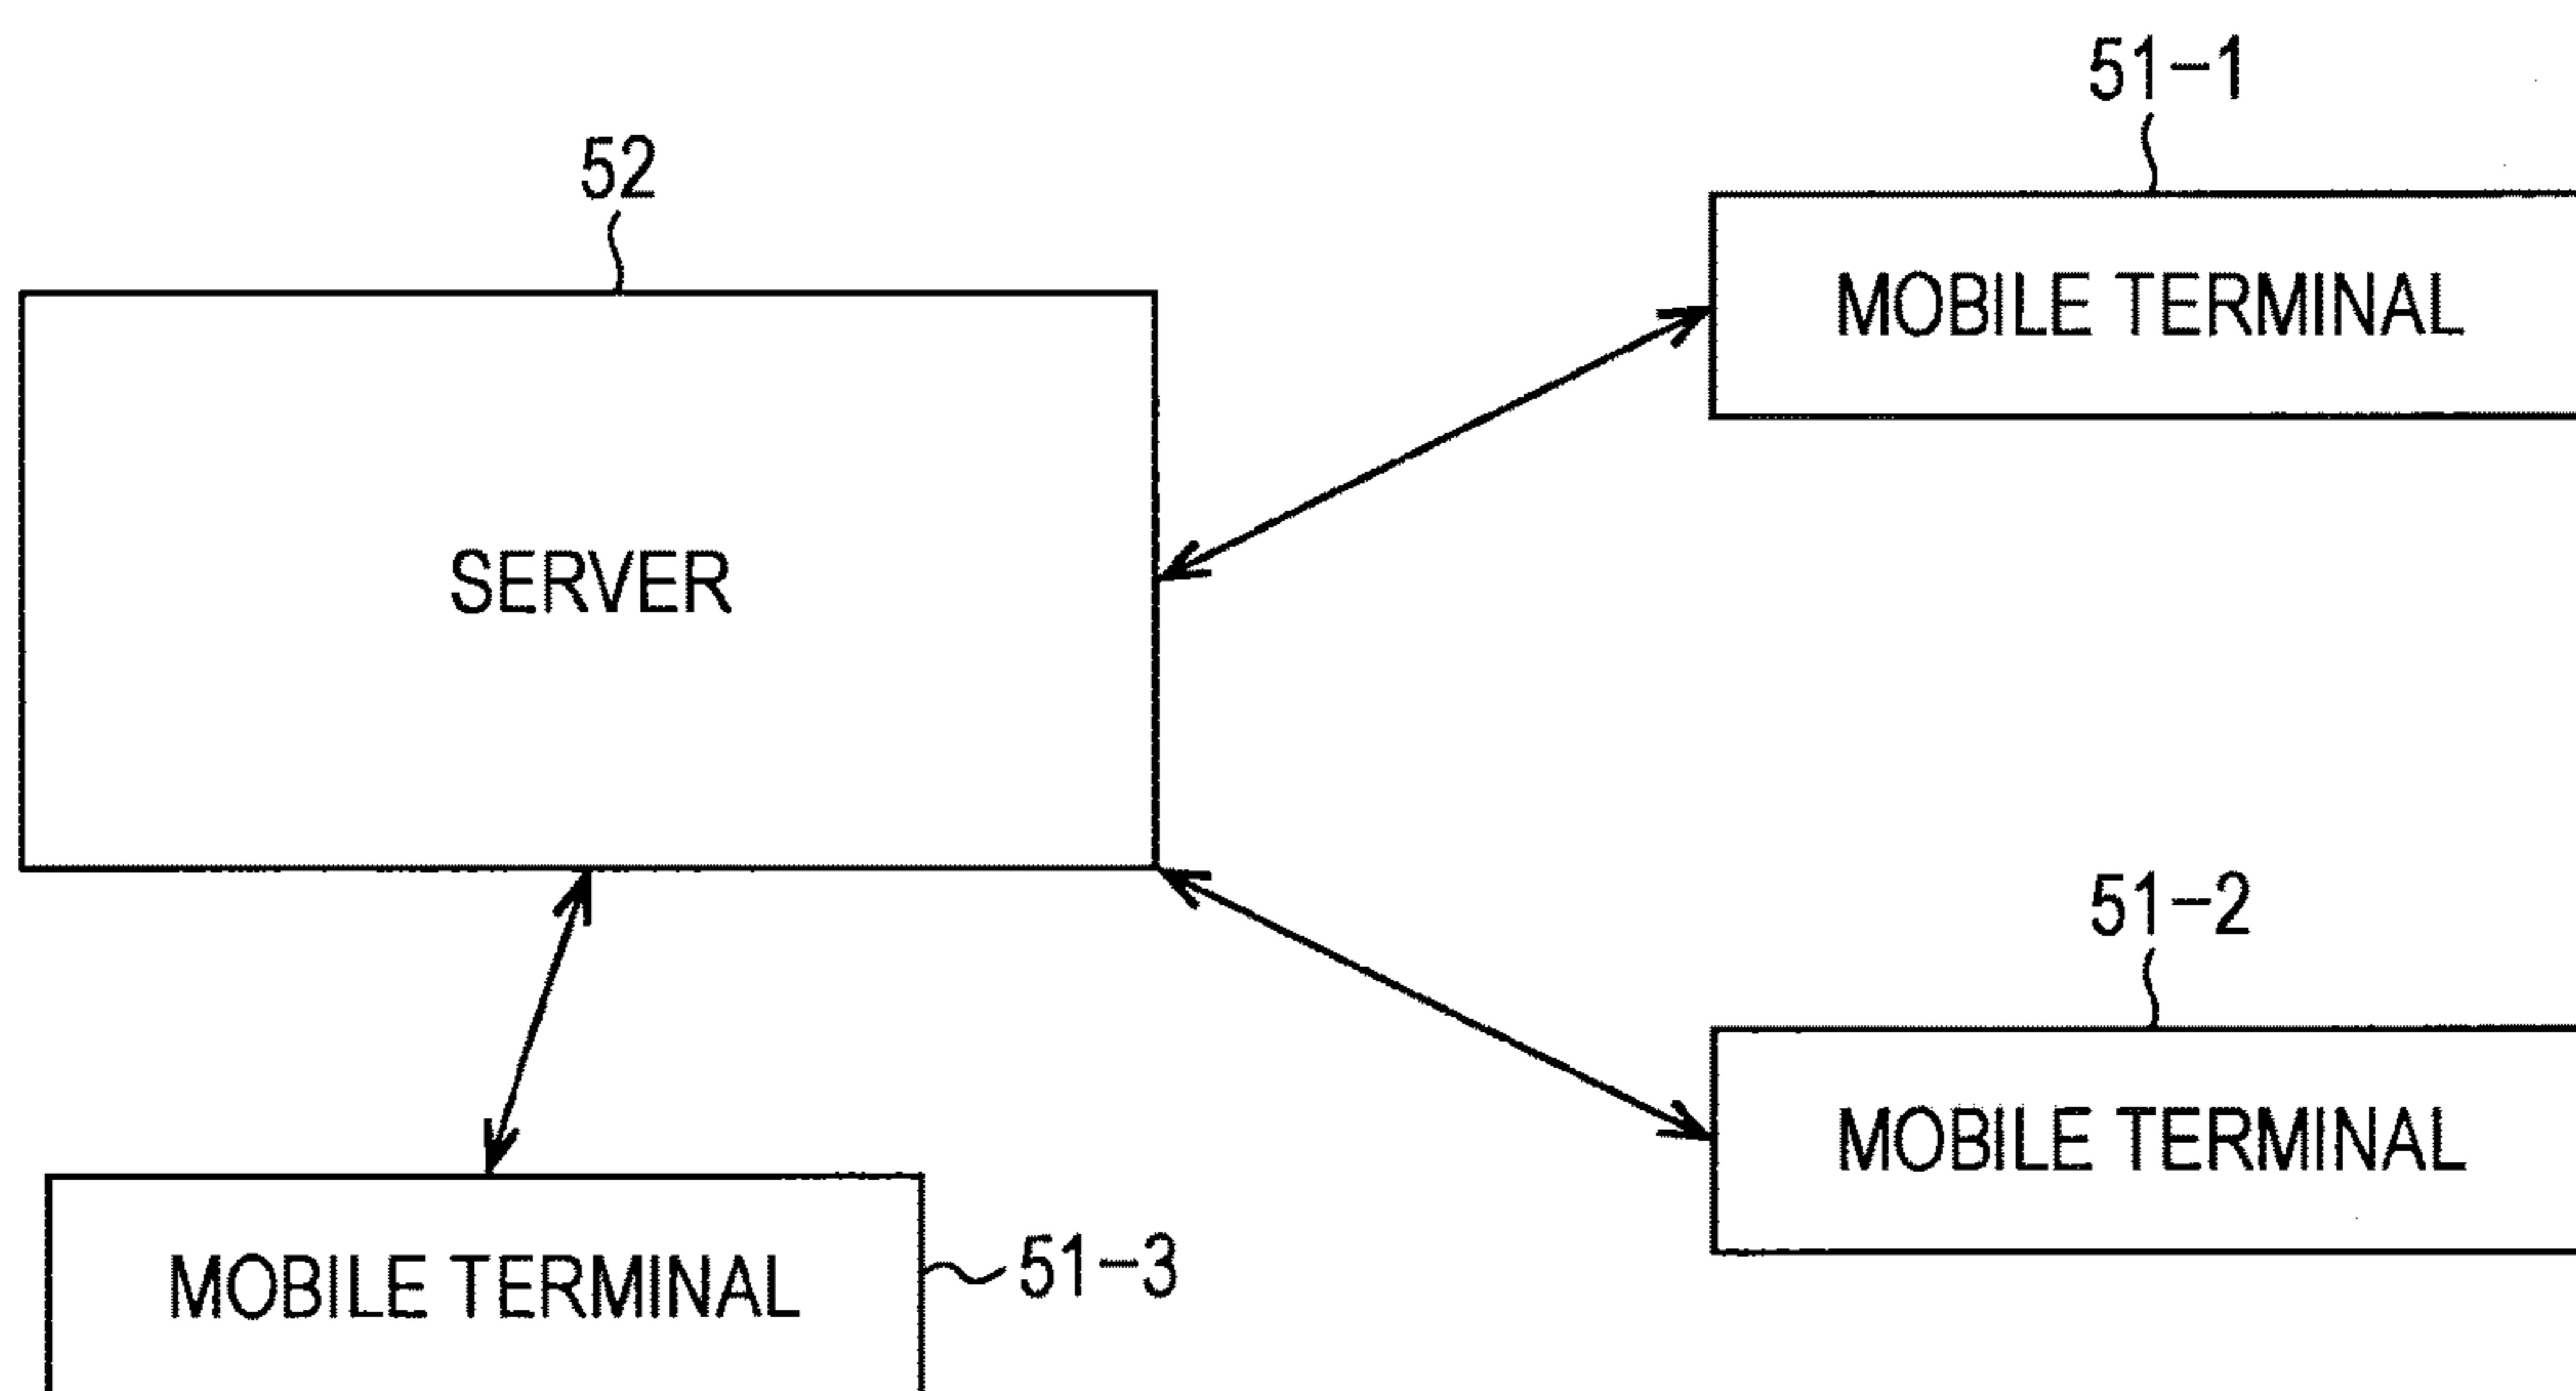 51-1
52
MOBILE TERMINAL
SERVER
51-2
MOBILE TERMINAL
MOBILE TERMINAL
51-3